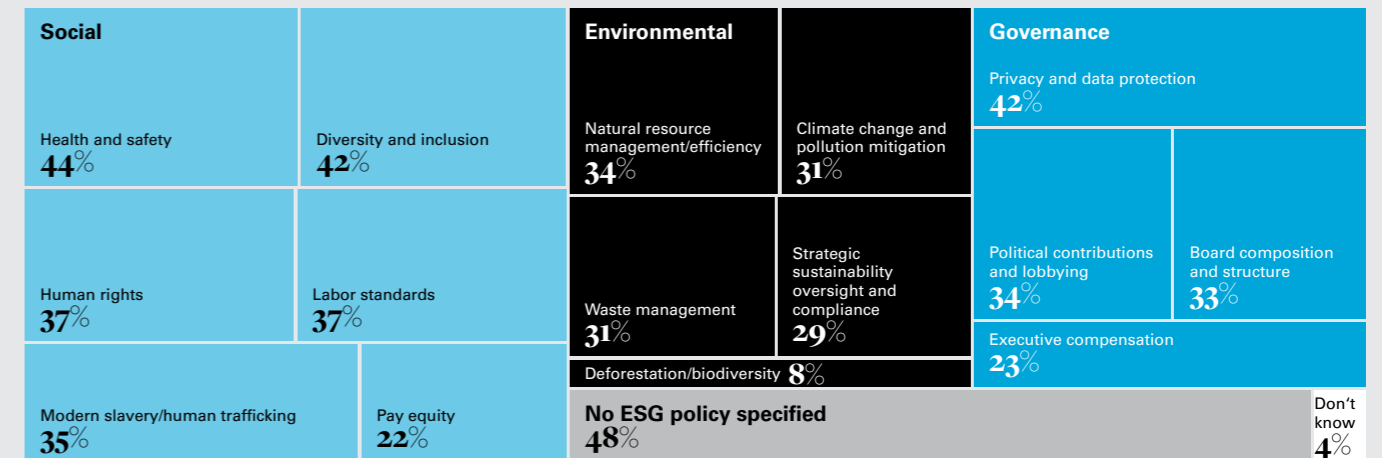 Social
Health and safety
44%
Diversity and inclusion
42%
Human rights
37%
Labor standards
37%
Modern slavery/human trafficking
35%
Pay equity
22%
Environmental
Natural resource
management/efficiency
34%
Climate change and
pollution mitigation
31%
Waste management
31%
Strategic
sustainability
oversight and
compliance
29%
Deforestation/biodiversity 8%
Governance
Privacy and data protection
42%
Political contributions
and lobbying
34%
Board composition
and structure
33%
Executive compensation
23%
No ESG policy specified
48%
Don't
know
4%